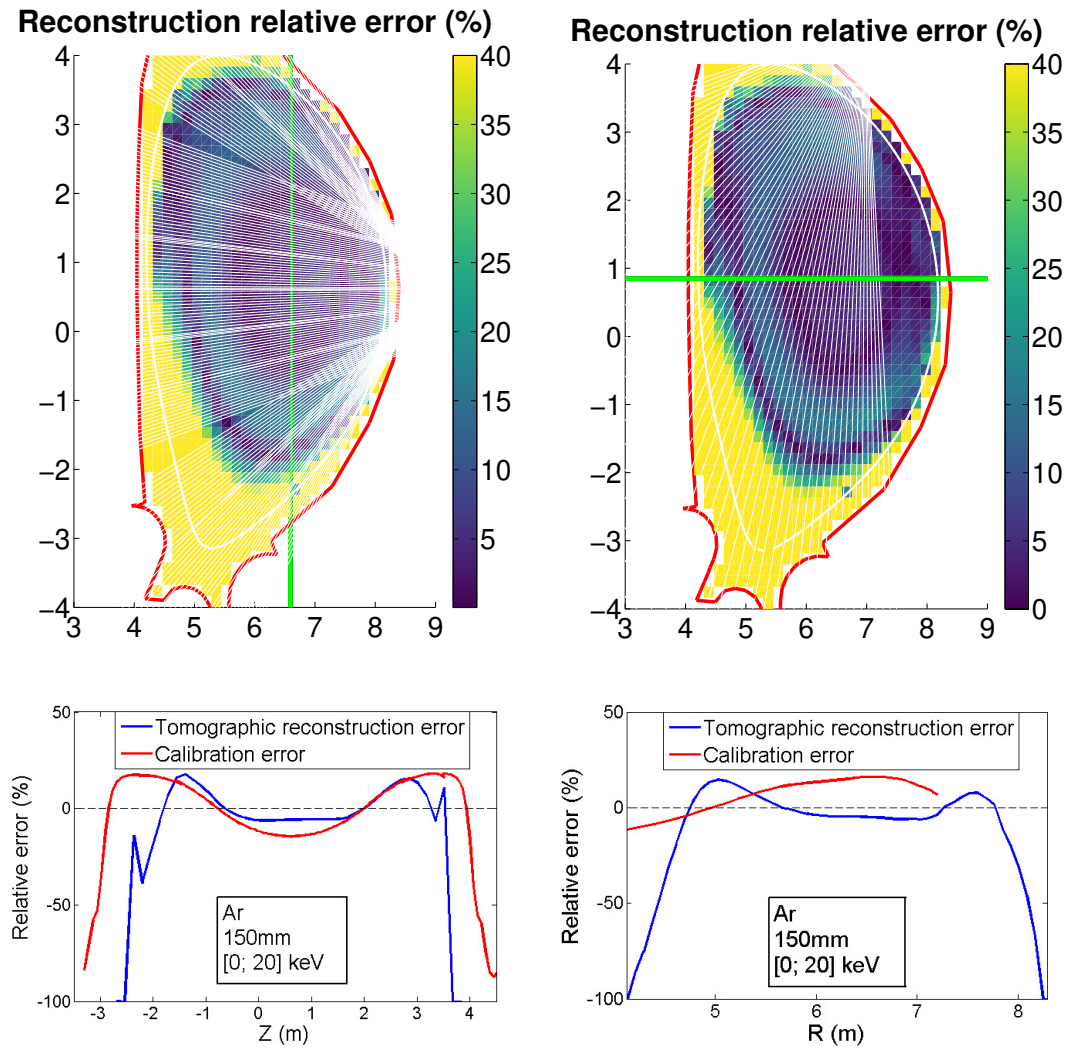 Reconstruction relative error (%)
4
3
2
1
0
−1
−2
−3
−4
3 4 5 6 7 8 9
40
35
30
25
20
15
10
5
Reconstruction relative error (%)
4
3
2
1
0
−1
−2
−3
−4
3 4 5 6 7 8 9
40
35
30
25
20
15
10
5
0
Tomographic reconstruction error
Calibration error
Relative error (%)
50
0
-50
-100
Ar
150mm
[0; 20] keV
-3 -2 -1 0 1 2 3 4
Z (m)
Tomographic reconstruction error
Calibration error
Relative error (%)
50
0
-50
-100
Ar
150mm
[0; 20] keV
5 6 7 8
R (m)